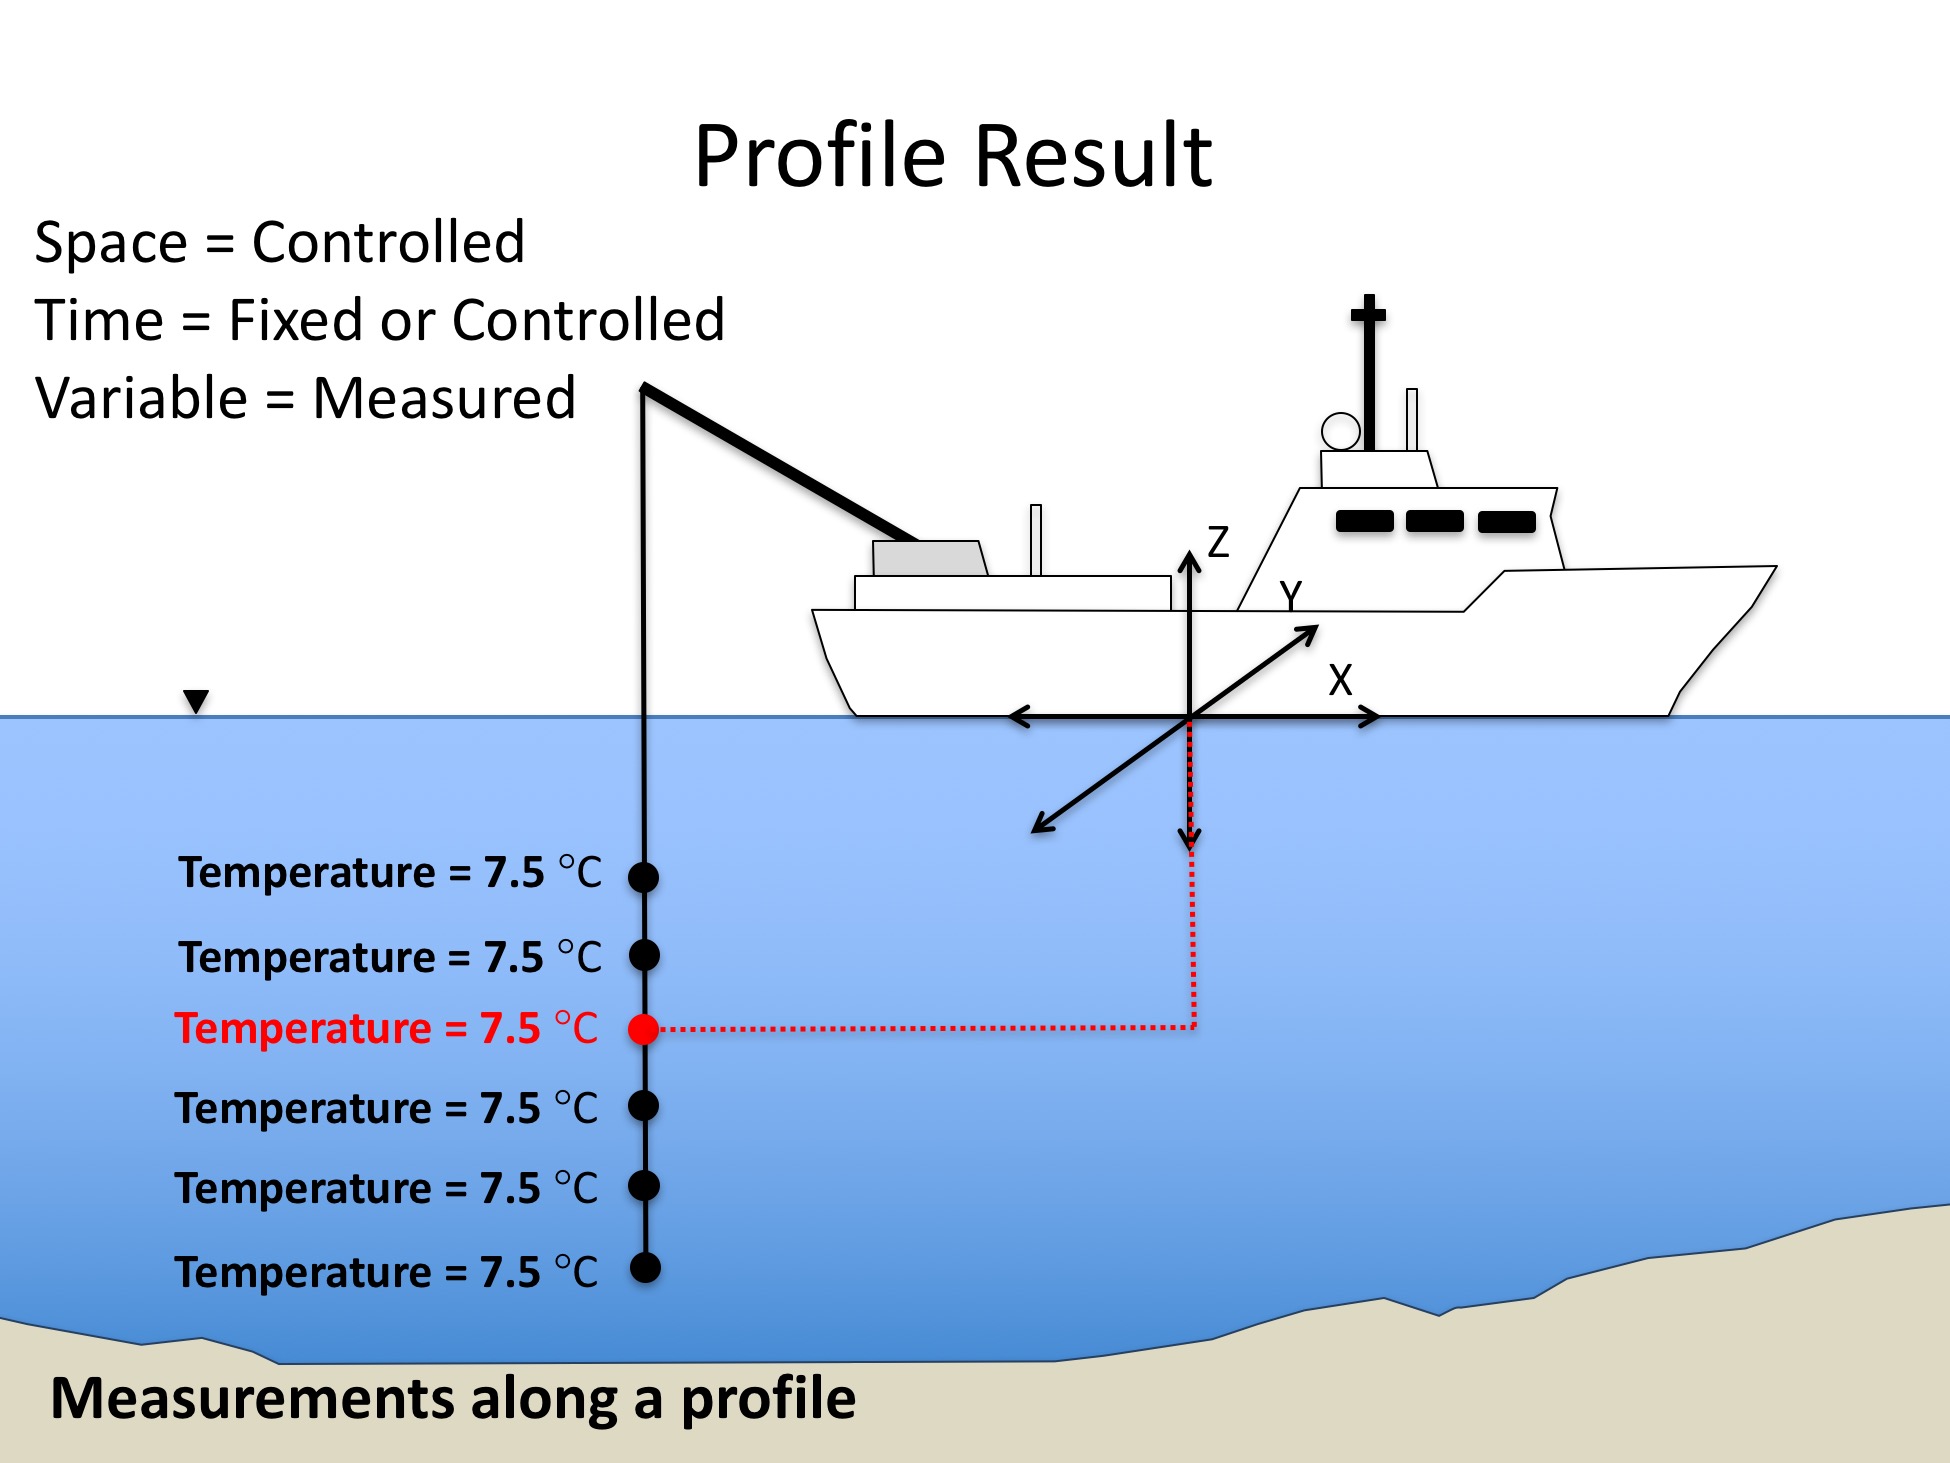 Profile Result
Space = Controlled
Time = Fixed or Controlled
Variable = Measured
Z
Y
X
Temperature = 7.5 °C
Temperature = 7.5 °C
Temperature = 7.5 °C
Temperature = 7.5 °C
Temperature = 7.5 °C
Temperature = 7.5 °C
Measurements along a profile